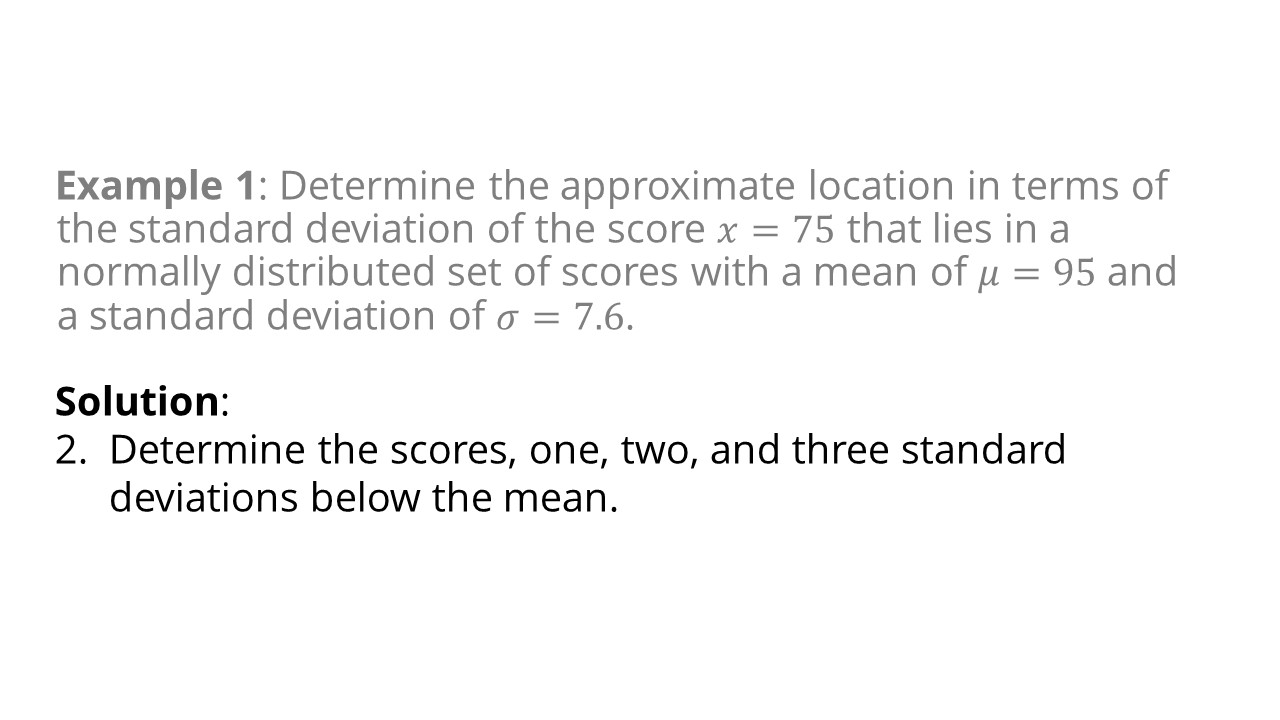 Example 1: Determine the approximate location in terms of
the standard deviation of the score 𝑥 = 75 that lies in a
normally distributed set of scores with a mean of 𝜇 = 95 and
a standard deviation of 𝜎 = 7.6.
Solution:
2. Determine the scores, one, two, and three standard
deviations below the mean.